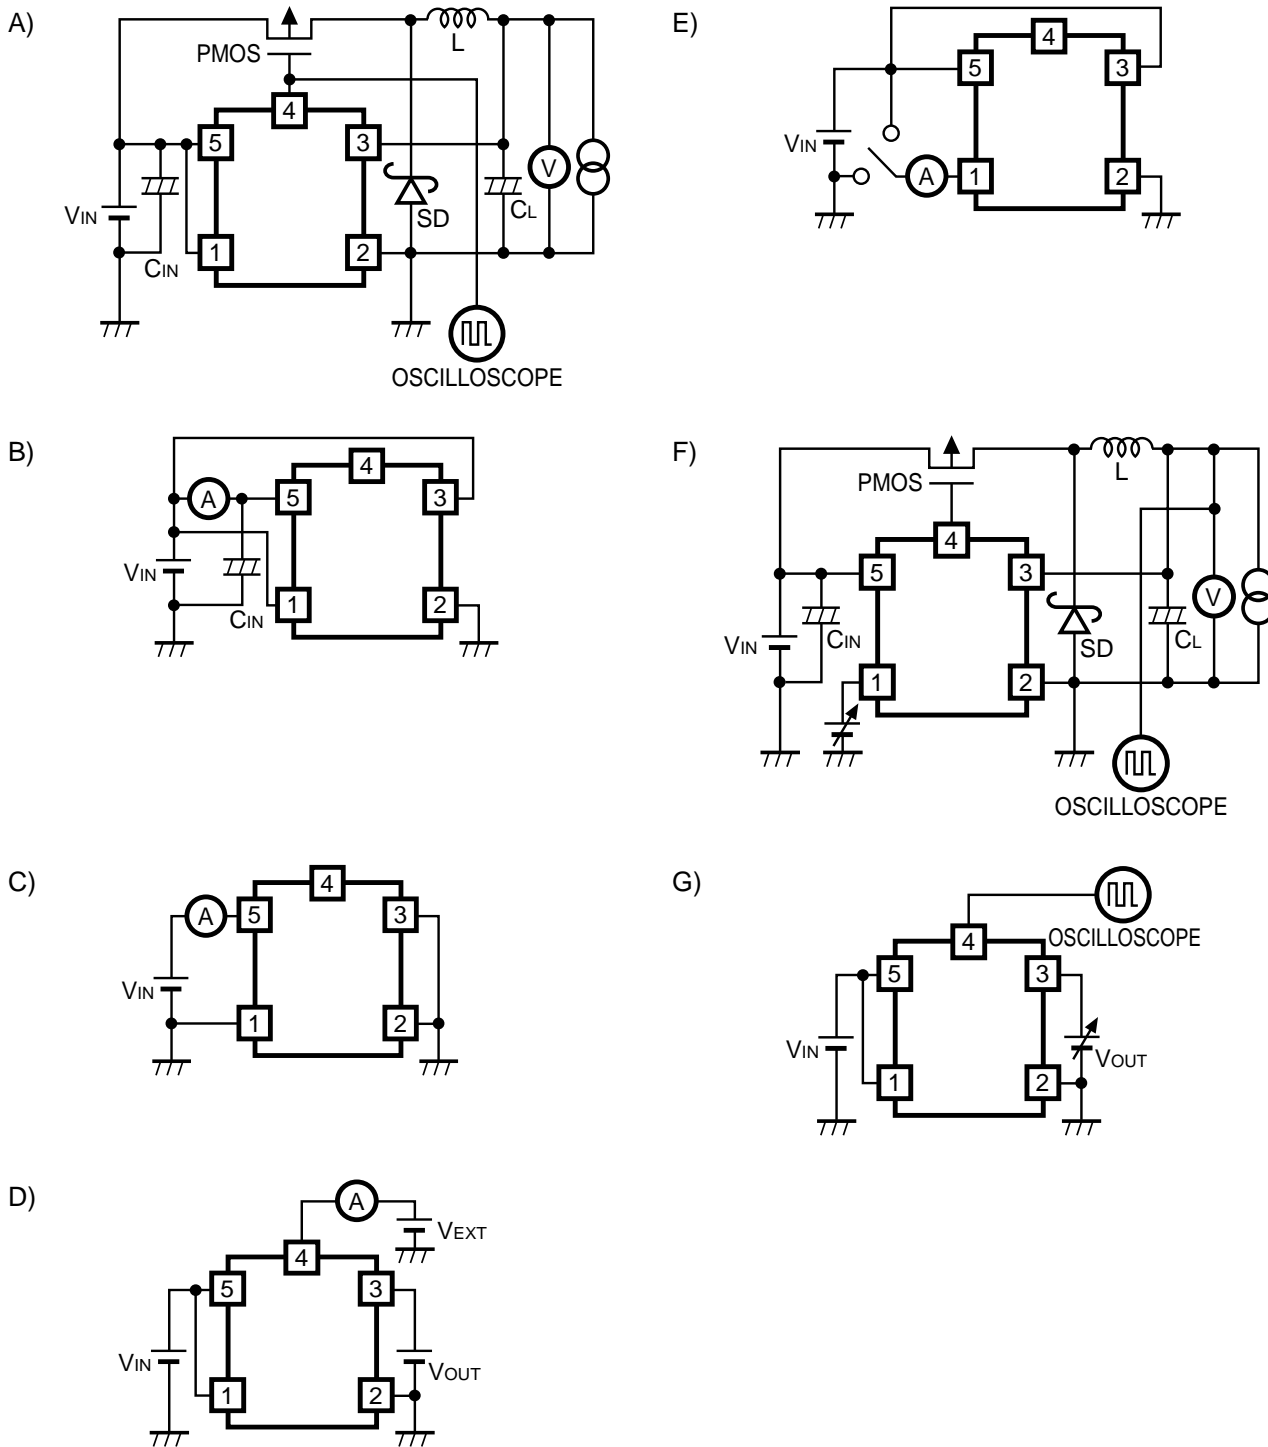 A)
PMOS
L
4
5
3
V
VIN
SD
CL
CIN
1
2
OSCILLOSCOPE
B)
4
A
5
3
VIN
CIN
1
2
C)
4
A
5
3
VIN
1
2
D)
A
VEXT
4
5
3
VIN
VOUT
1
2
E)
4
5
3
VIN
A
1
2
F)
PMOS
L
4
5
3
V
VIN
CIN
SD
CL
1
2
OSCILLOSCOPE
G)
OSCILLOSCOPE
4
5
3
VIN
VOUT
1
2